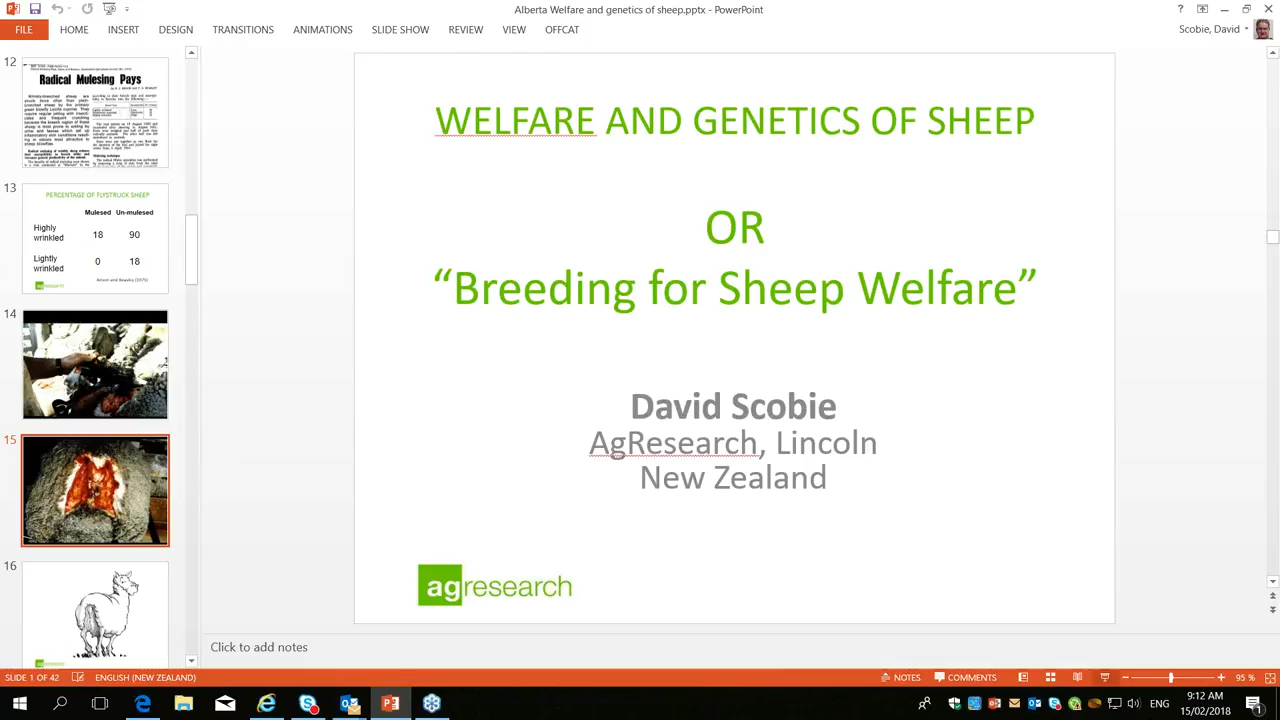 Alberta Welfare and genetics of sheep.pptx - PowerPoint
FILE HOME INSERT DESIGN TRANSITIONS ANIMATIONS SLIDE SHOW REVIEW VIEW OFFCAT
Scobie, David
12
Radical Mulesing Pays
13
PERCENTAGE OF FLYSTRUCK SHEEP
Mulesed Un-mulesed
Highly
wrinkled 18 90
Lightly
wrinkled 0 18
agresearch
14
15
16
WELFARE AND GENETICS OF SHEEP
OR
“Breeding for Sheep Welfare”
David Scobie
AgResearch, Lincoln
New Zealand
agresearch
Click to add notes
SLIDE 1 OF 42 ENGLISH (NEW ZEALAND) NOTES COMMENTS 95 %
ENG
9:12 AM
15/02/2018